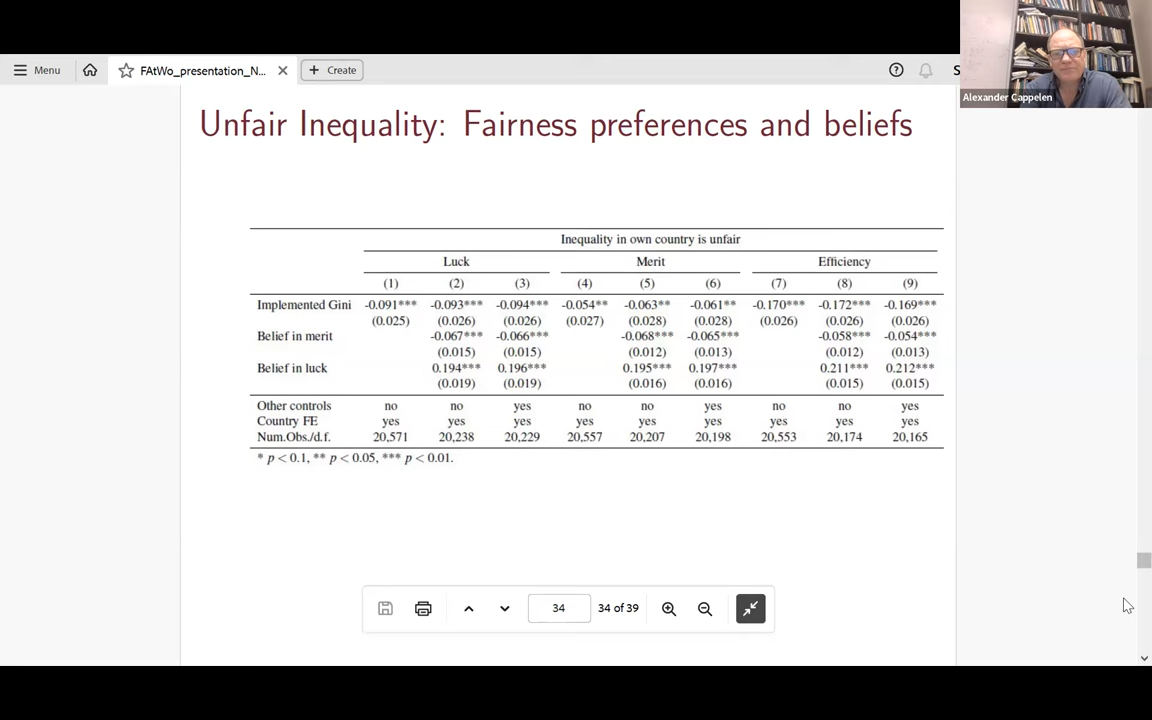 Menu
FAtWo_presentation_N...
Create
S
Alexander Cappelen
Unfair Inequality: Fairness preferences and beliefs
Inequality in own country is unfair
Luck Merit Efficiency
(1) (2) (3) (4) (5) (6) (7) (8) (9)
Implemented Gini -0.091*** -0.093*** -0.094*** -0.054** -0.063** -0.061** -0.170*** -0.172*** -0.169***
(0.025) (0.026) (0.026) (0.027) (0.028) (0.028) (0.026) (0.026) (0.026)
Belief in merit -0.067*** -0.066*** -0.068*** -0.065*** -0.058*** -0.054***
(0.015) (0.015) (0.012) (0.013) (0.012) (0.013)
Belief in luck 0.194*** 0.196*** 0.195*** 0.197*** 0.211*** 0.212***
(0.019) (0.019) (0.016) (0.016) (0.015) (0.015)
Other controls no no yes no no yes no no yes
Country FE yes yes yes yes yes yes yes yes yes
Num.Obs./d.f. 20,571 20,238 20,229 20,557 20,207 20,198 20,553 20,174 20,165
* p < 0.1, ** p < 0.05, *** p < 0.01.
34 34 of 39